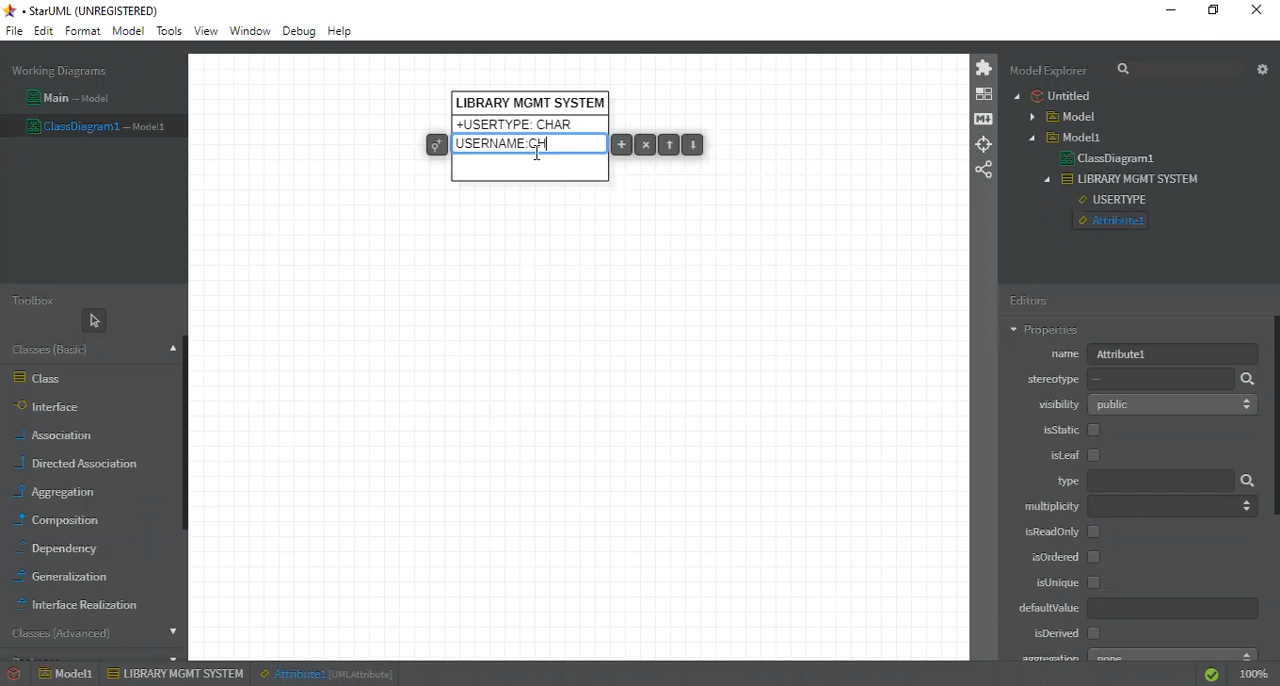 • StarUML (UNREGISTERED)
File Edit Format Model Tools View Window Debug Help
Working Diagrams
Main — Model
ClassDiagram1 — Model1
Toolbox
Classes (Basic)
Class
Interface
Association
Directed Association
Aggregation
Composition
Dependency
Generalization
Interface Realization
Classes (Advanced)
LIBRARY MGMT SYSTEM
+USERTYPE: CHAR
USERNAME:CH
Model Explorer
Untitled
Model
Model1
ClassDiagram1
LIBRARY MGMT SYSTEM
USERTYPE
Attribute1
Editors
Properties
name Attribute1
stereotype —
visibility public
isStatic
isLeaf
type
multiplicity
isReadOnly
isOrdered
isUnique
defaultValue
isDerived
aggregation none
Model1 LIBRARY MGMT SYSTEM Attribute1 [UMLAttribute] 100%